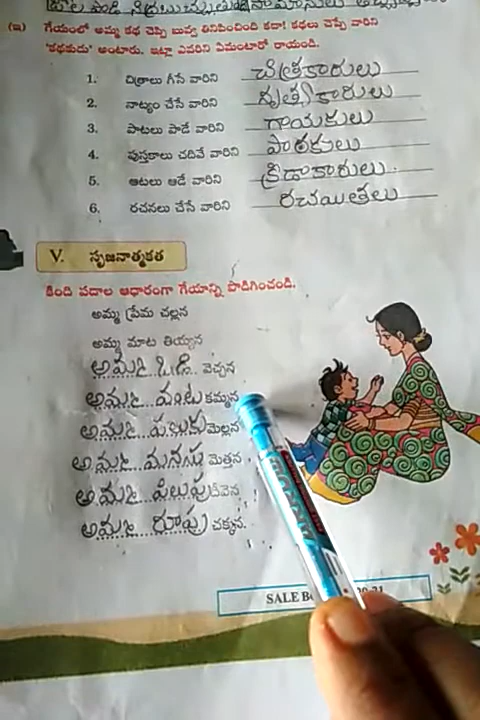 (ఇ) గేయంలో అమ్మ కథ చెప్పి బువ్వ తినిపించింది కదా! కథలు చెప్పే వారిని
'కథకుడు' అంటారు. ఇట్లా ఎవరిని ఏమంటారో రాయండి.
1. చిత్రాలు గీసే వారిని చిత్రకారులు
2. నాట్యం చేసే వారిని నృత్యకారులు
3. పాటలు పాడే వారిని గాయకులు
4. పుస్తకాలు చదివే వారిని పాఠకులు
5. ఆటలు ఆడే వారిని క్రీడాకారులు.
6. రచనలు చేసే వారిని రచయితలు
V. సృజనాత్మకత
కింది పదాల ఆధారంగా గేయాన్ని పొడిగించండి.
అమ్మ ప్రేమ చల్లన
అమ్మ మాట తియ్యన
అమ్మ ఒడి వెచ్చన
అమ్మ వంట కమ్మన
అమ్మ పలుకు మెల్లన
అమ్మ మనసు మెత్తన
అమ్మ పిలుపు దీవెన
అమ్మ రూపు చక్కన.
SALE